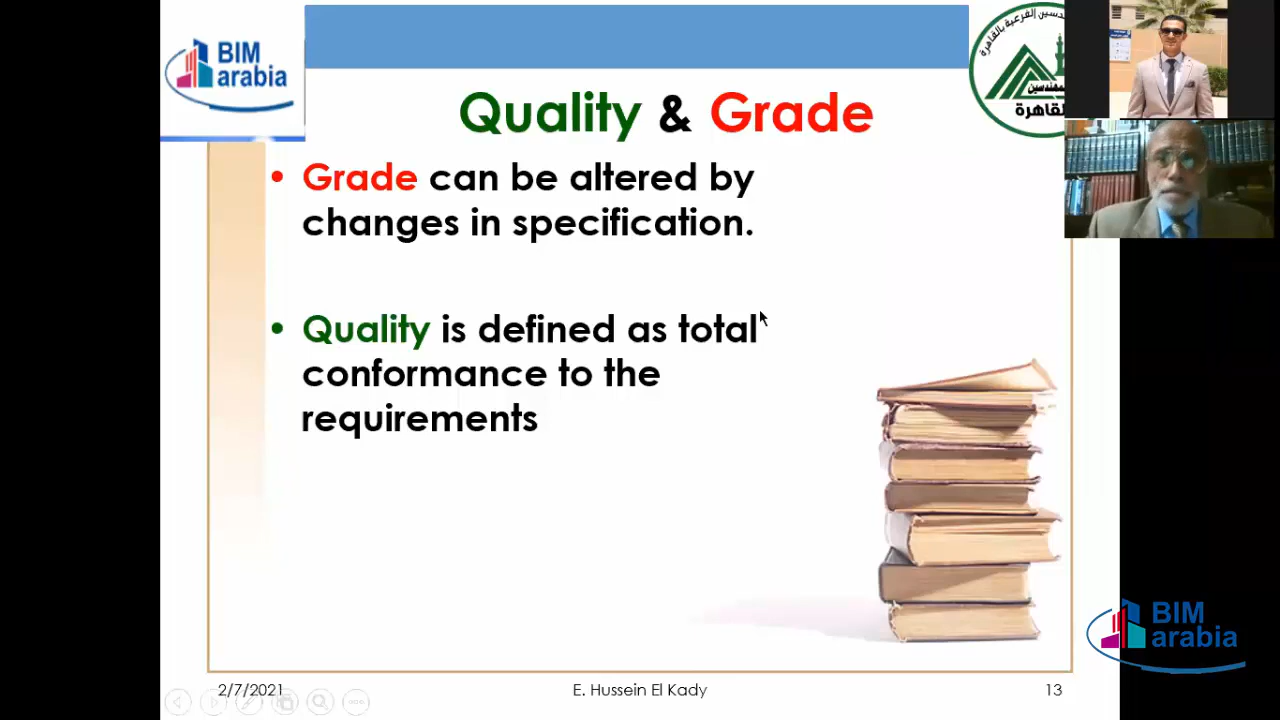 BIM
arabia
Quality & Grade
القاهرة
• Grade can be altered by
changes in specification.
• Quality is defined as total
conformance to the
requirements
2/7/2021
E. Hussein El Kady
13
BIM
arabia